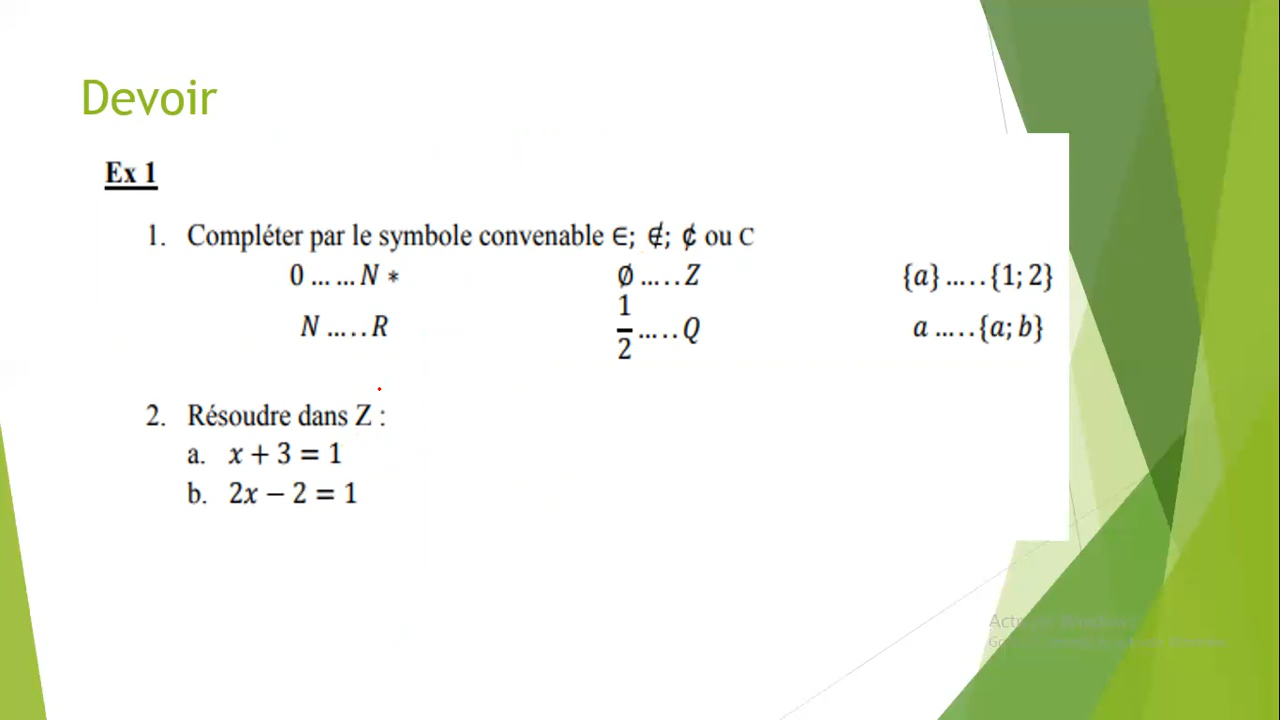 Devoir
Ex 1
1. Compléter par le symbole convenable ∈; ∉; ⊄ ou ⊂
0 … … N * ∅ … . . Z {a} … . . {1; 2}
N … . . R 1/2 … . . Q a … . . {a; b}
2. Résoudre dans Z :
a. x + 3 = 1
b. 2x − 2 = 1